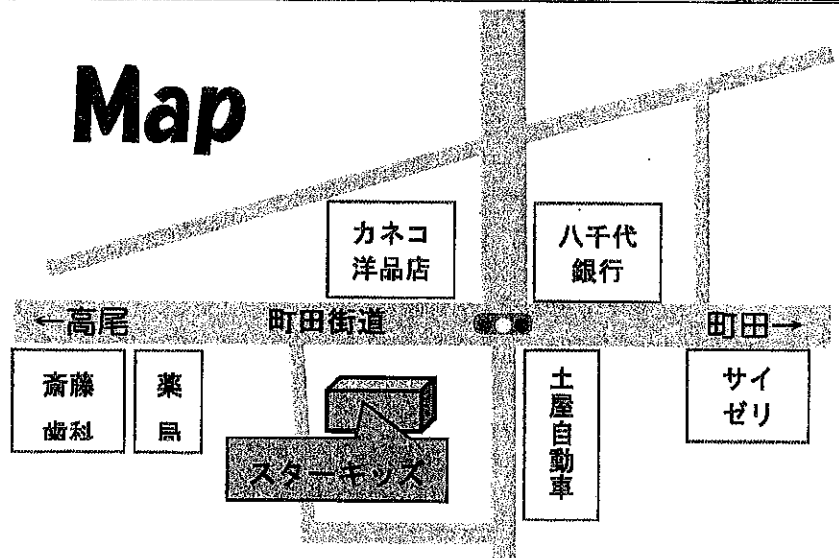 Map
カネコ
洋品店
八千代
銀行
←高尾
町田街道
町田→
斎藤
歯科
薬
局
スターキッズ
土屋自動車
サイ
ゼリ